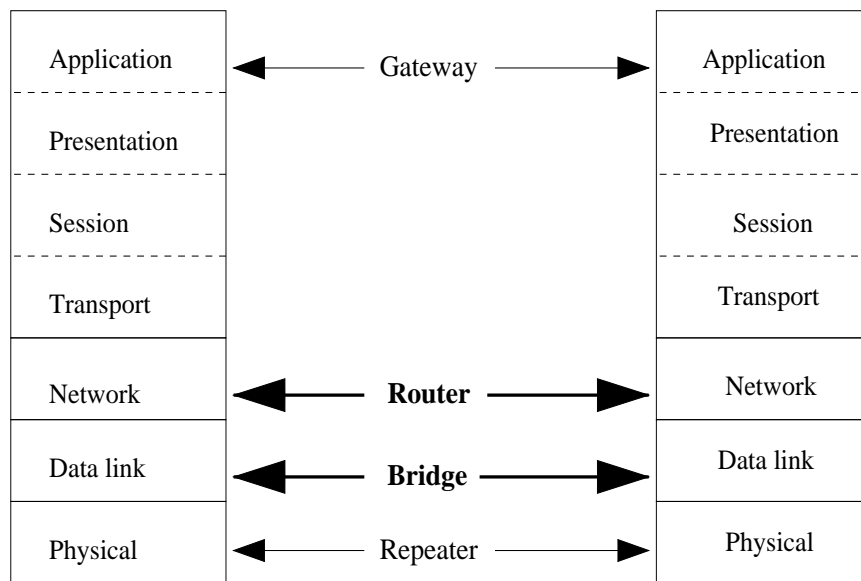 Application Gateway Application
Presentation Presentation
Session Session
Transport Transport
Network Router Network
Data link Bridge Data link
Physical Repeater Physical